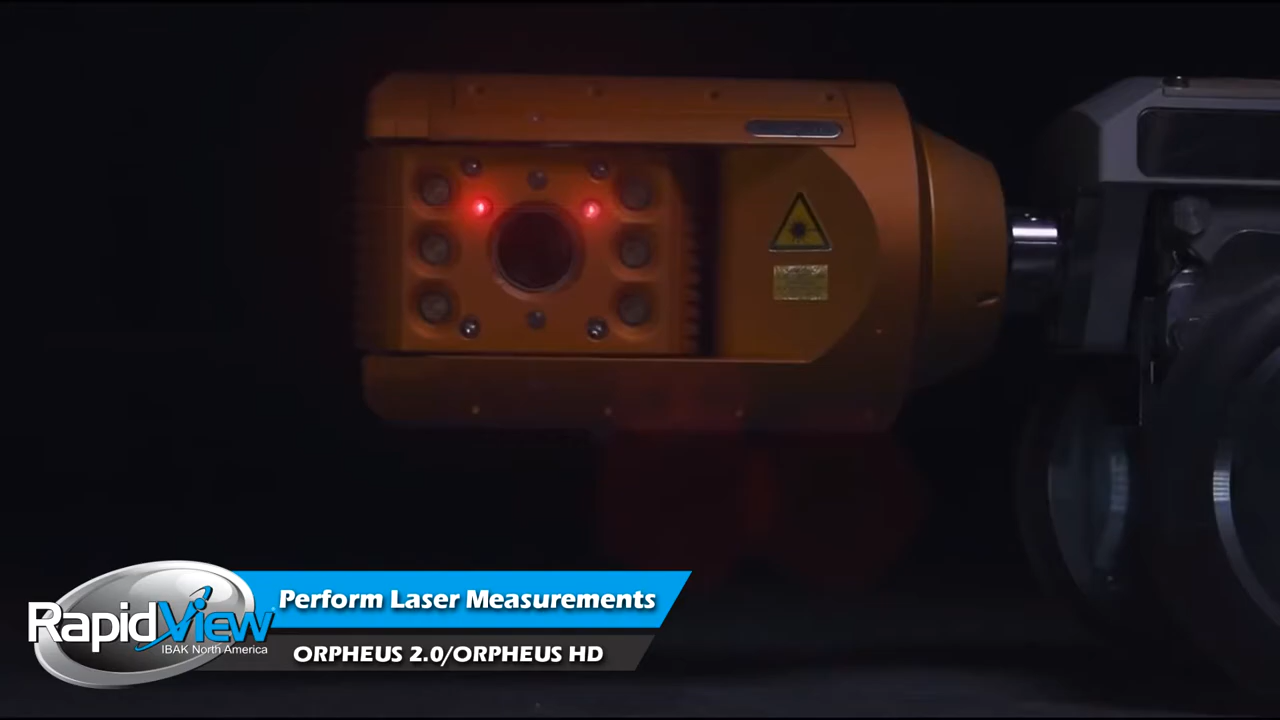 Perform Laser Measurements
RapidView
IBAK North America
ORPHEUS 2.0/ORPHEUS HD